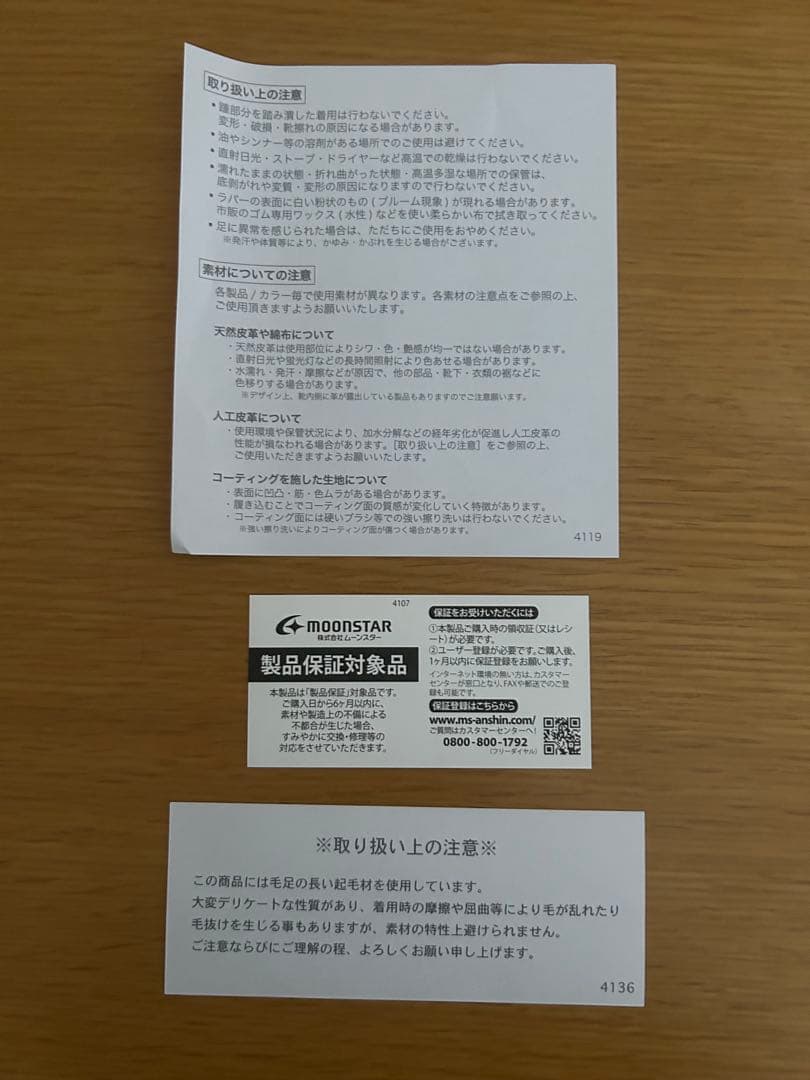 取り扱い上の注意
・踵部分を踏み潰した着用は行わないでください。
変形・破損・靴擦れの原因になる場合があります。
・油やシンナー等の溶剤がある場所でのご使用は避けてください。
・直射日光・ストーブ・ドライヤーなど高温での乾燥は行わないでください。
・濡れたままの状態・折れ曲がった状態・高温多湿な場所での保管は、
底剥がれや変質・変形の原因になりますので行わないでください。
・ラバーの表面に白い粉状のもの(ブルーム現象)が現れる場合があります。
市販のゴム専用ワックス(水性)などを使い柔らかい布で拭き取ってください。
・足に異常を感じられた場合は、ただちにご使用をおやめください。
※発汗や体質等により、かゆみ・かぶれを生じる場合がございます。
素材についての注意
各製品/カラー毎で使用素材が異なります。各素材の注意点をご参照の上、
ご使用頂きますようお願いいたします。
天然皮革や綿布について
・天然皮革は使用部位によりシワ・色・艶感が均一ではない場合があります。
・直射日光や蛍光灯などの長時間照射により色あせる場合があります。
・水濡れ・発汗・摩擦などが原因で、他の部品・靴下・衣類の裾などに
色移りする場合があります。
※デザイン上、靴内側に革が露出している製品もありますのでご注意願います。
人工皮革について
・使用環境や保管状況により、加水分解などの経年劣化が促進し人工皮革の
性能が損なわれる場合があります。[取り扱い上の注意]をご参照の上、
ご使用いただきますようお願いいたします。
コーティングを施した生地について
・表面に凹凸・筋・色ムラがある場合があります。
・履き込むことでコーティング面の質感が変化していく特徴があります。
・コーティング面には硬いブラシ等での強い擦り洗いは行わないでください。
※強い擦り洗いによりコーティング面が傷つく場合があります。
4119
4107
MOONSTAR
株式会社ムーンスター
製品保証対象品
本製品は「製品保証」対象品です。
ご購入日から6ヶ月以内に、
素材や製造上の不備による
不都合が生じた場合、
すみやかに交換・修理等の
対応をさせていただきます。
保証をお受けいただくには
①本製品ご購入時の領収証(又はレシ
ート)が必要です。
②ユーザー登録が必要です。ご購入後、
1ヶ月以内に保証登録をお願いします。
インターネット環境の無い方は、カスタマー
センターが窓口となり、FAXや郵送でのご登
録も可能です。
保証登録はこちらから
www.ms-anshin.com/
ご質問はカスタマーセンターへ!
0800-800-1792
(フリーダイヤル)
※取り扱い上の注意※
この商品には毛足の長い起毛材を使用しています。
大変デリケートな性質があり、着用時の摩擦や屈曲等により毛が乱れたり
毛抜けを生じる事もありますが、素材の特性上避けられません。
ご注意ならびにご理解の程、よろしくお願い申し上げます。
4136